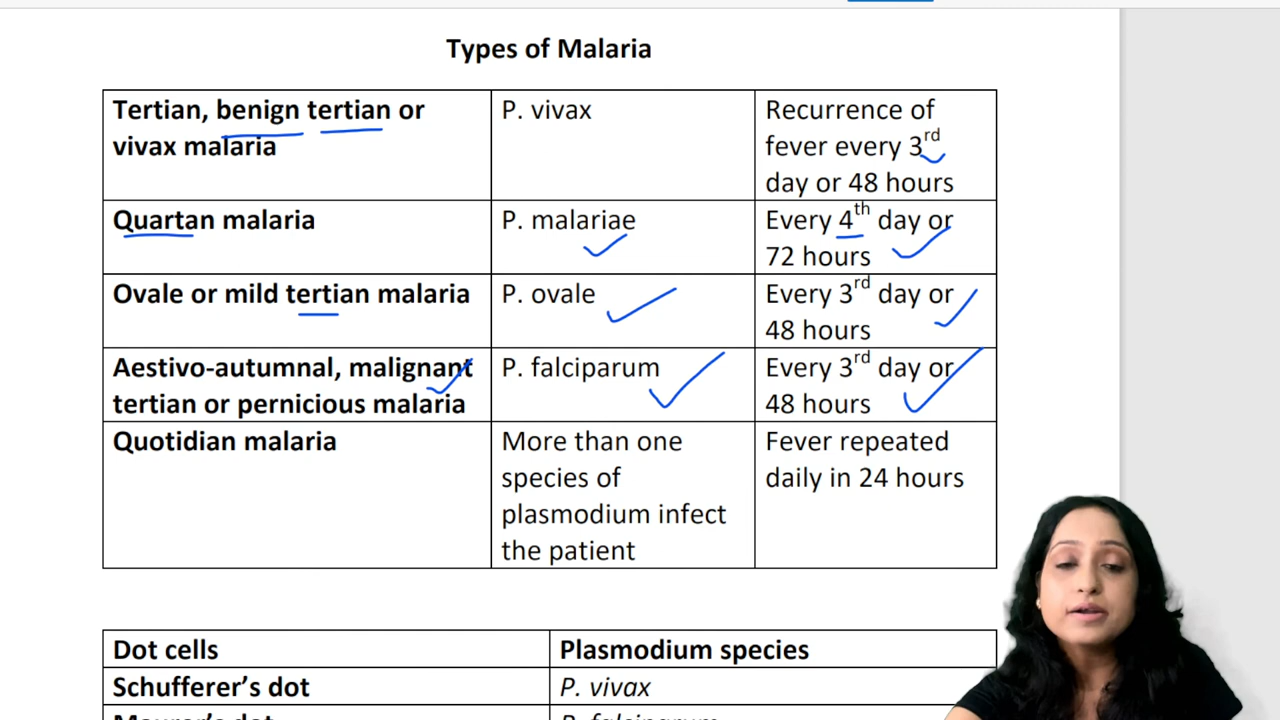 Types of Malaria
Tertian, benign tertian or
vivax malaria
P. vivax
Recurrence of
fever every 3rd
day or 48 hours
Quartan malaria
P. malariae
Every 4th day or
72 hours
Ovale or mild tertian malaria
P. ovale
Every 3rd day or
48 hours
Aestivo-autumnal, malignant
tertian or pernicious malaria
P. falciparum
Every 3rd day or
48 hours
Quotidian malaria
More than one
species of
plasmodium infect
the patient
Fever repeated
daily in 24 hours
Dot cells
Plasmodium species
Schufferer's dot
P. vivax
Maurer's dot
P. falciparum